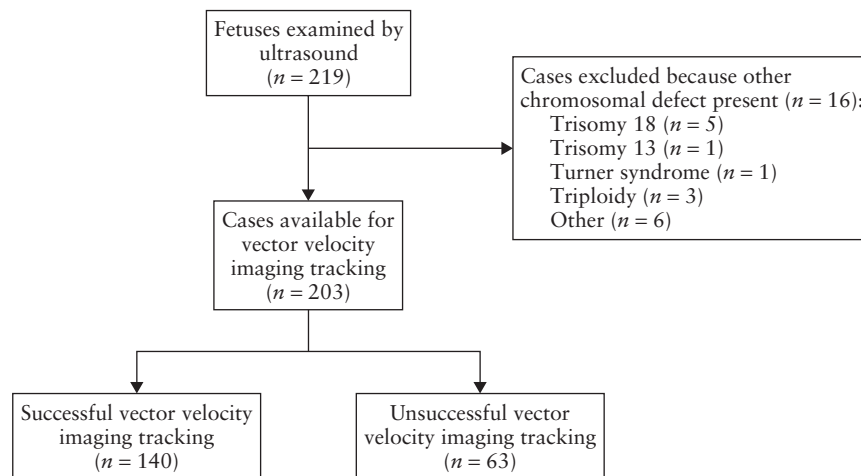 Fetuses examined by
ultrasound
(n = 219)
Cases excluded because other
chromosomal defect present (n = 16):
Trisomy 18 (n = 5)
Trisomy 13 (n = 1)
Turner syndrome (n = 1)
Triploidy (n = 3)
Other (n = 6)
Cases available for
vector velocity
imaging tracking
(n = 203)
Successful vector velocity
imaging tracking
(n = 140)
Unsuccessful vector
velocity imaging tracking
(n = 63)